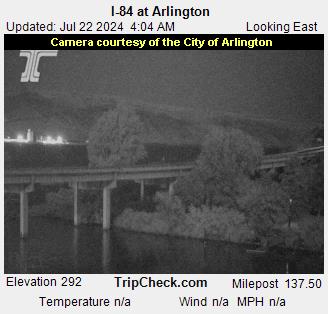 I-84 at Arlington
Updated: Jul 22 2024 4:04 AM Looking East
Camera courtesy of the City of Arlington
Elevation 292 TripCheck.com Milepost 137.50
Temperature n/a Wind n/a MPH n/a